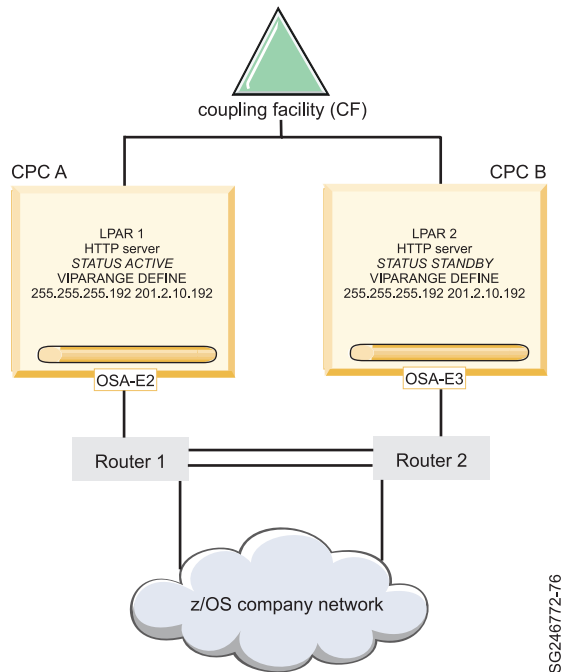 coupling facility (CF)
CPC A
CPC B
LPAR 1
HTTP server
STATUS ACTIVE
VIPARANGE DEFINE
255.255.255.192 201.2.10.192
LPAR 2
HTTP server
STATUS STANDBY
VIPARANGE DEFINE
255.255.255.192 201.2.10.192
OSA-E2
OSA-E3
Router 1
Router 2
z/OS company network
SG246772-76